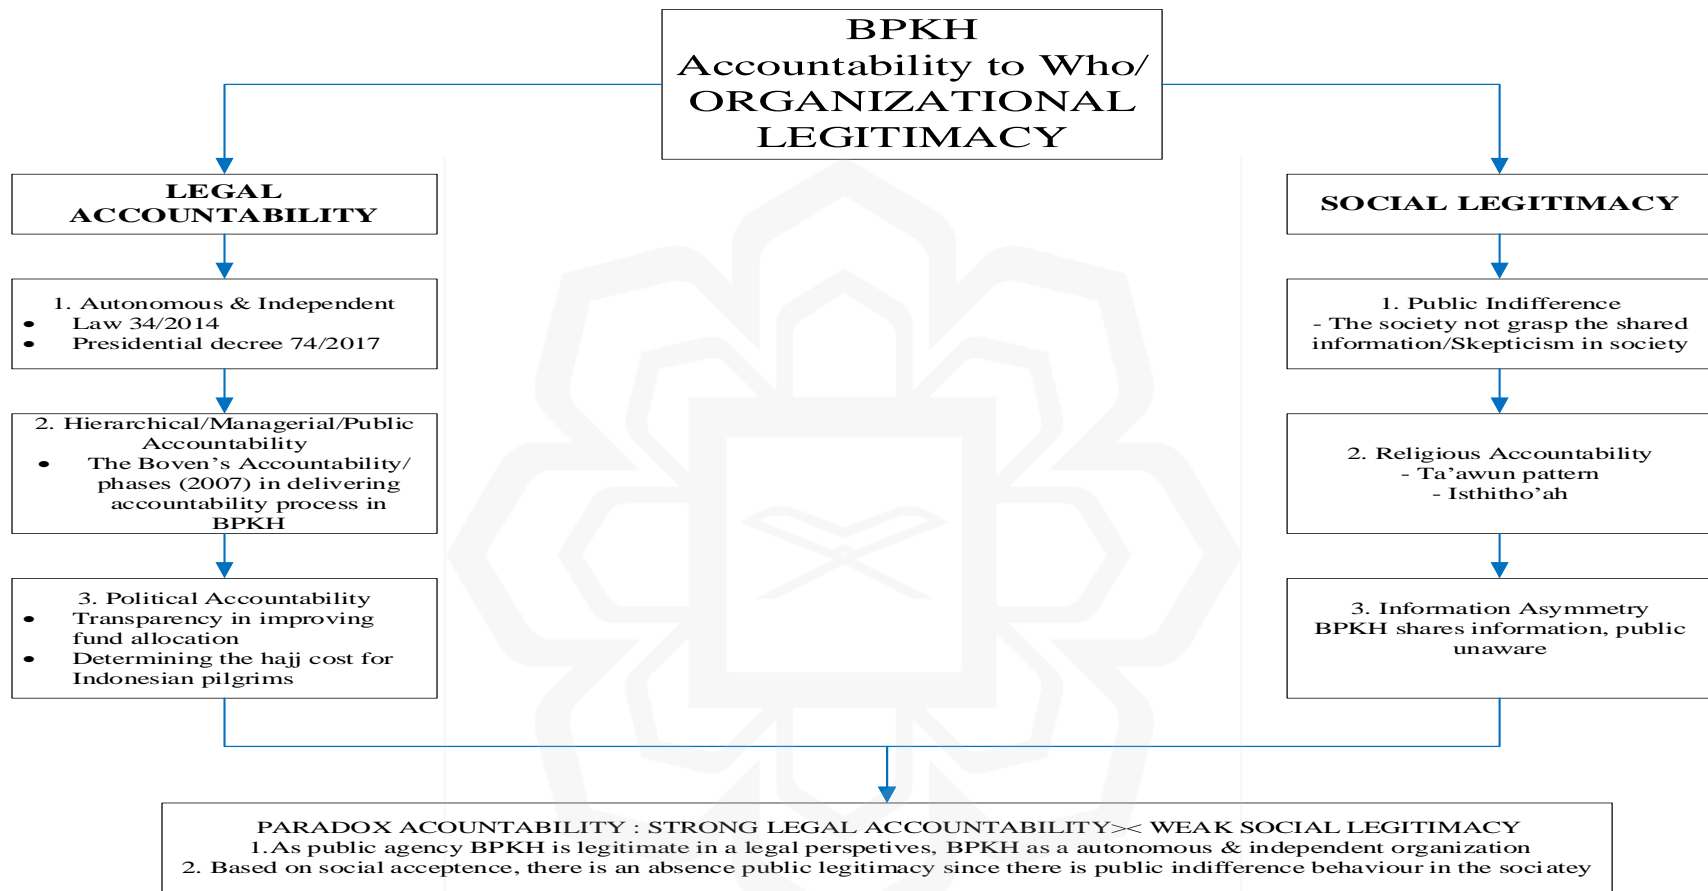 BPKH
Accountability to Who/
ORGANIZATIONAL
LEGITIMACY
LEGAL
ACCOUNTABILITY
1. Autonomous & Independent
• Law 34/2014
• Presidential decree 74/2017
2. Hierarchical/Managerial/Public
Accountability
• The Boven’s Accountability/
phases (2007) in delivering
accountability process in
BPKH
3. Political Accountability
• Transparency in improving
fund allocation
• Determining the hajj cost for
Indonesian pilgrims
SOCIAL LEGITIMACY
1. Public Indifference
- The society not grasp the shared
information/Skepticism in society
2. Religious Accountability
- Ta’awun pattern
- Isthitho’ah
3. Information Asymmetry
BPKH shares information, public
unaware
PARADOX ACOUNTABILITY : STRONG LEGAL ACCOUNTABILITY>< WEAK SOCIAL LEGITIMACY
1.As public agency BPKH is legitimate in a legal perspetives, BPKH as a autonomous & independent organization
2. Based on social acceptence, there is an absence public legitimacy since there is public indifference behaviour in the sociatey